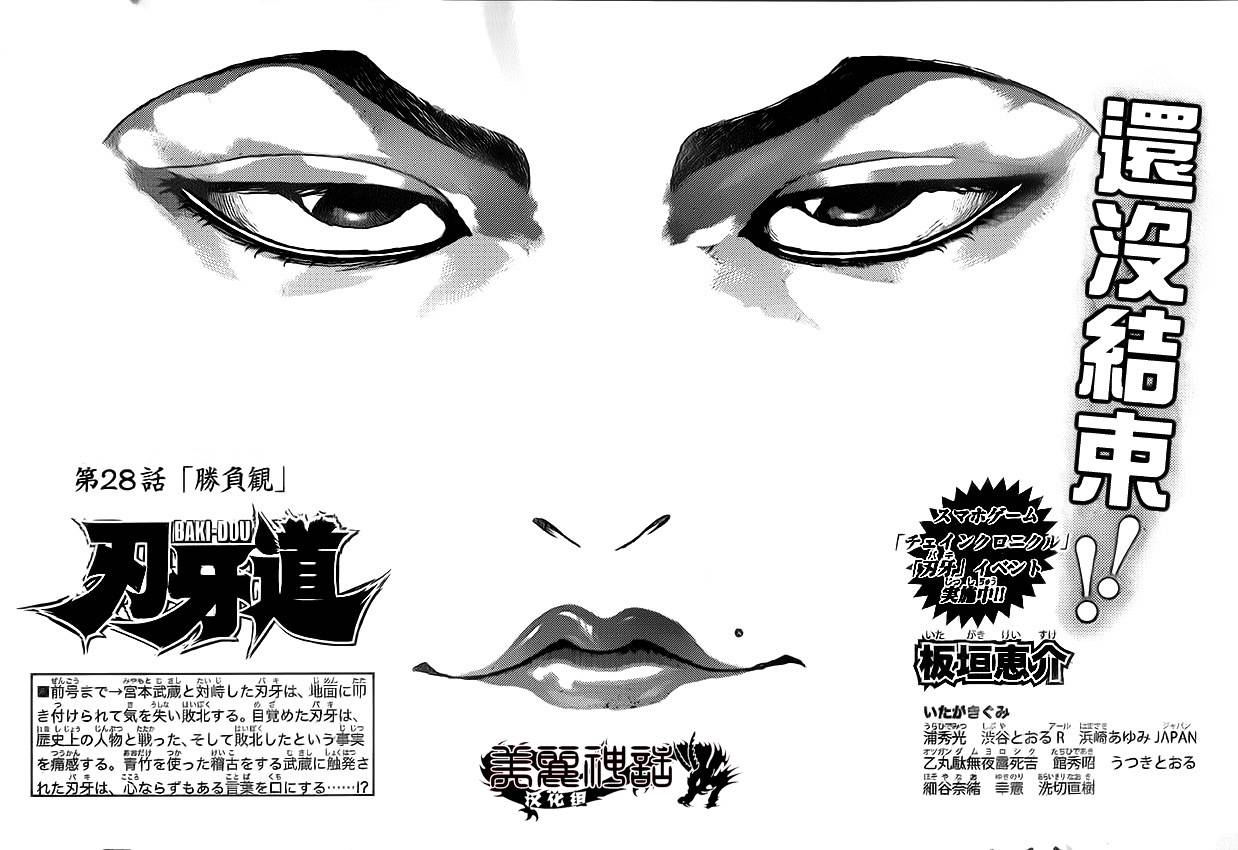 還没結束!!
第28話「勝負観」
BAKI-DOU
刃牙道
■前号まで→宮本武蔵と対峙した刃牙は、地面に叩
き付けられて気を失い敗北する。目覚めた刃牙は、
歴史上の人物と戦った、そして敗北したという事実
を痛感する。青竹を使った稽古をする武蔵に触発さ
れた刃牙は、心ならずもある言葉を口にする……!?
スマホゲーム
「チェインクロニクル」
「刃牙」イベント
実施中!!
板垣恵介
いたがきぐみ
浦秀光 渋谷とおるR 浜崎あゆみJAPAN
乙丸駄無夜露死苦 館秀昭 うつきとおる
細谷奈緒 幸憲 洗切直樹
美麗神話
汉化组